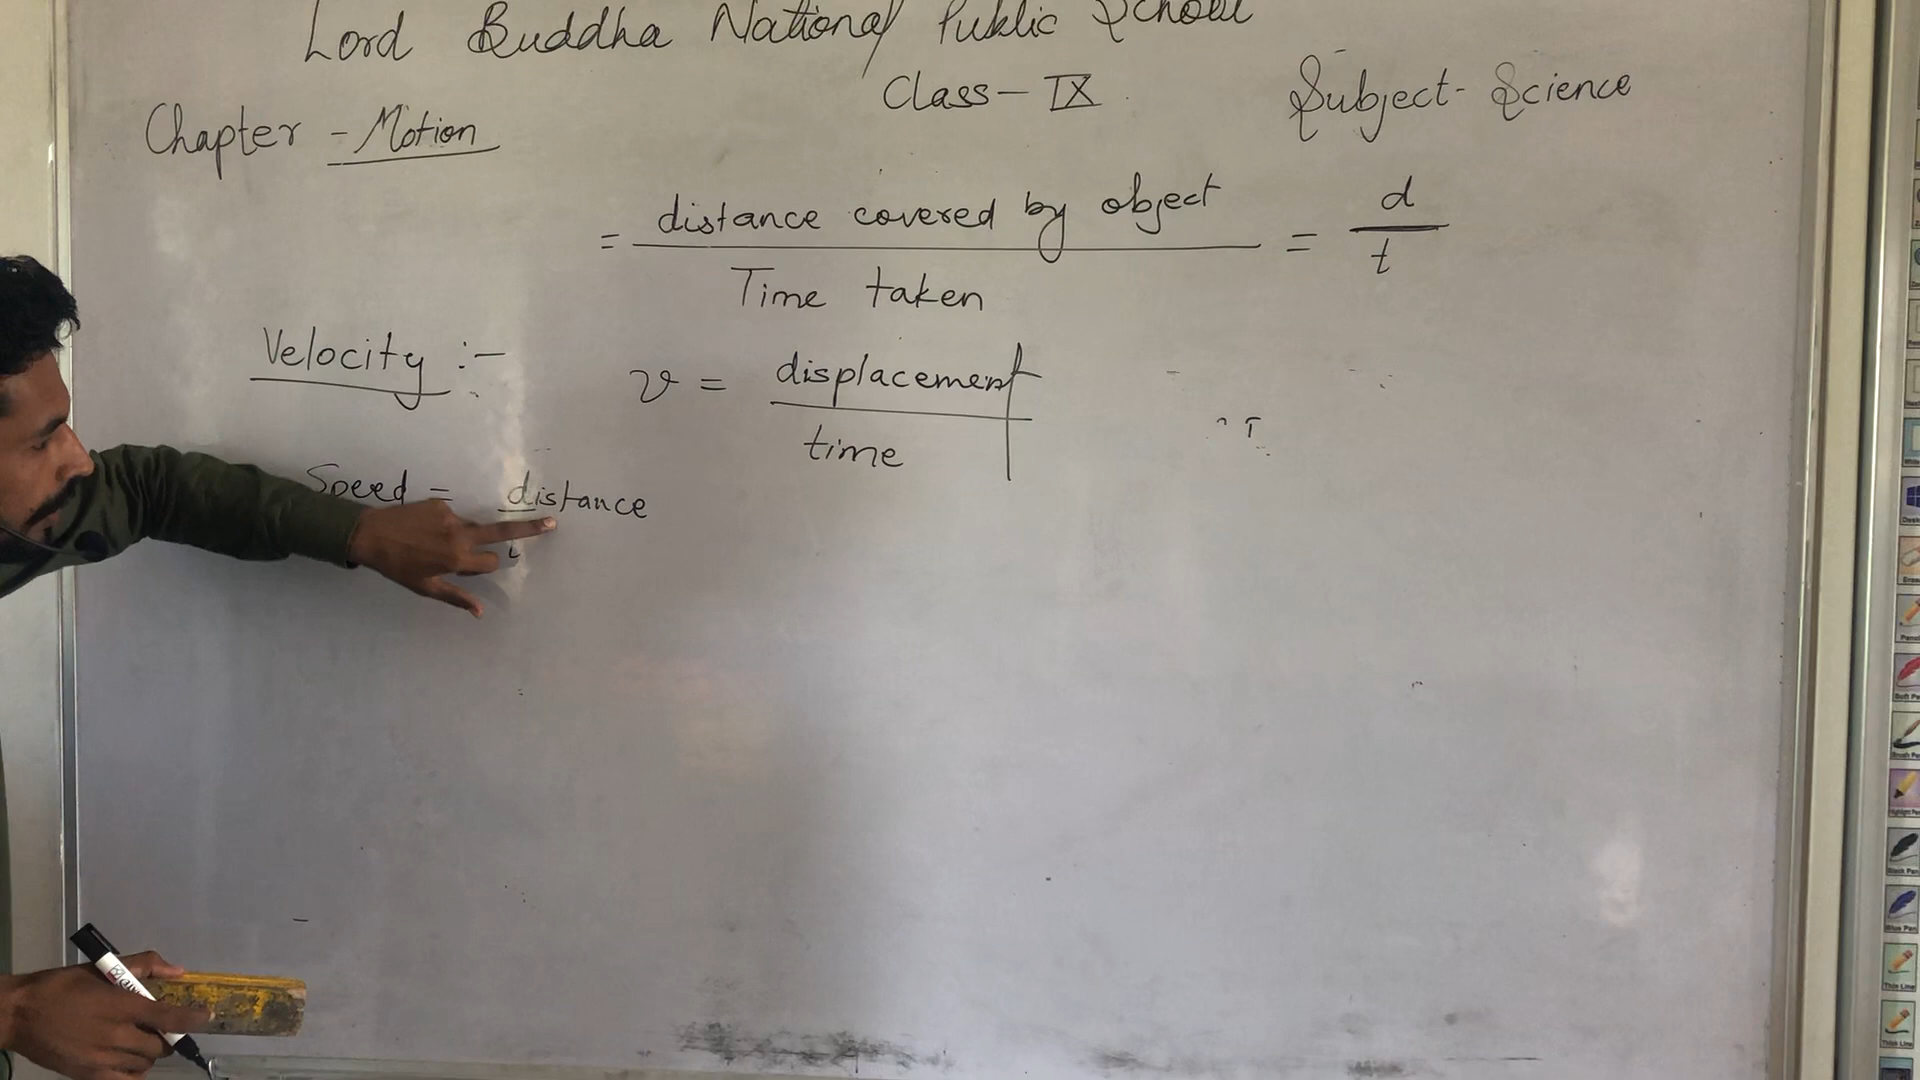 Lord Buddha National Public School
Class - IX
Subject - Science
Chapter - Motion
= distance covered by object / Time taken = d / t
Velocity :- v = displacement / time
Speed = distance